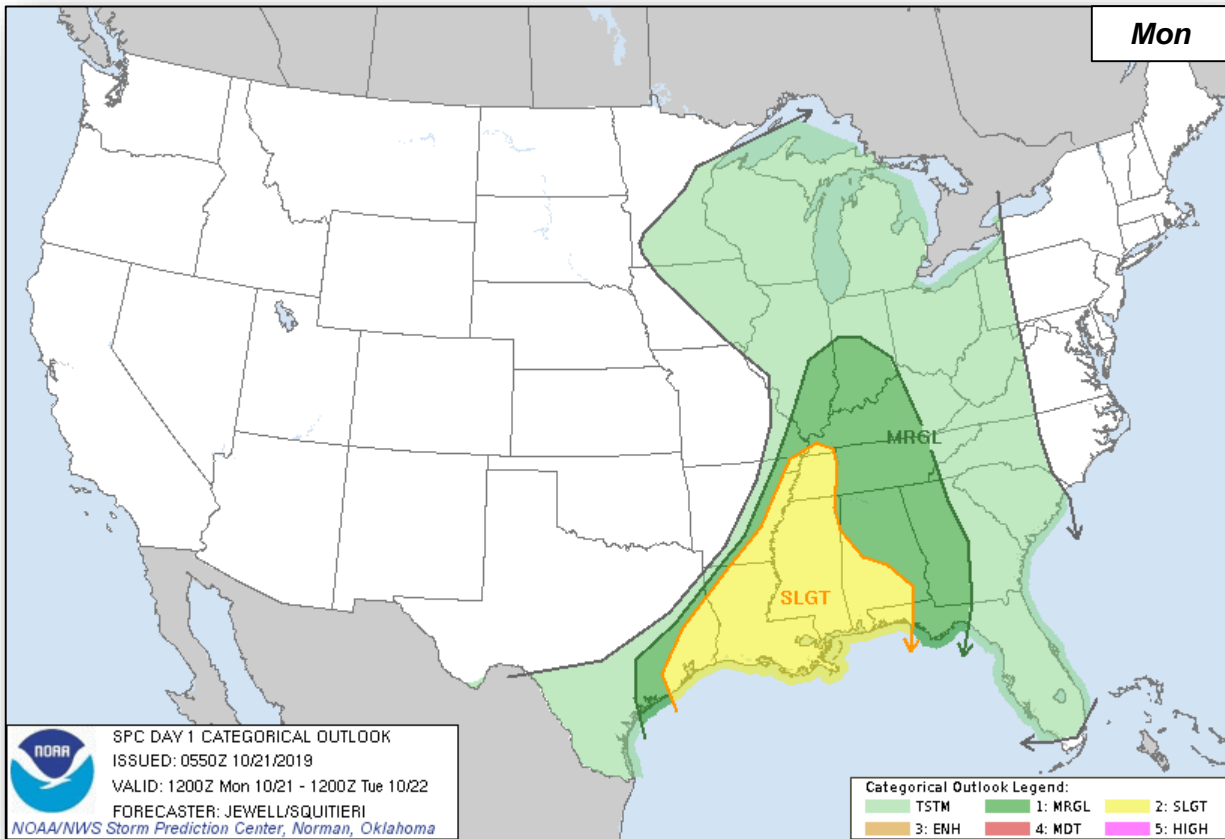 Mon
MRGL
SLGT
NOAA
SPC DAY 1 CATEGORICAL OUTLOOK
ISSUED: 0550Z 10/21/2019
VALID: 1200Z Mon 10/21 - 1200Z Tue 10/22
FORECASTER: JEWELL/SQUITIERI
NOAA/NWS Storm Prediction Center, Norman, Oklahoma
Categorical Outlook Legend:
TSTM 1: MRGL 2: SLGT
3: ENH 4: MDT 5: HIGH